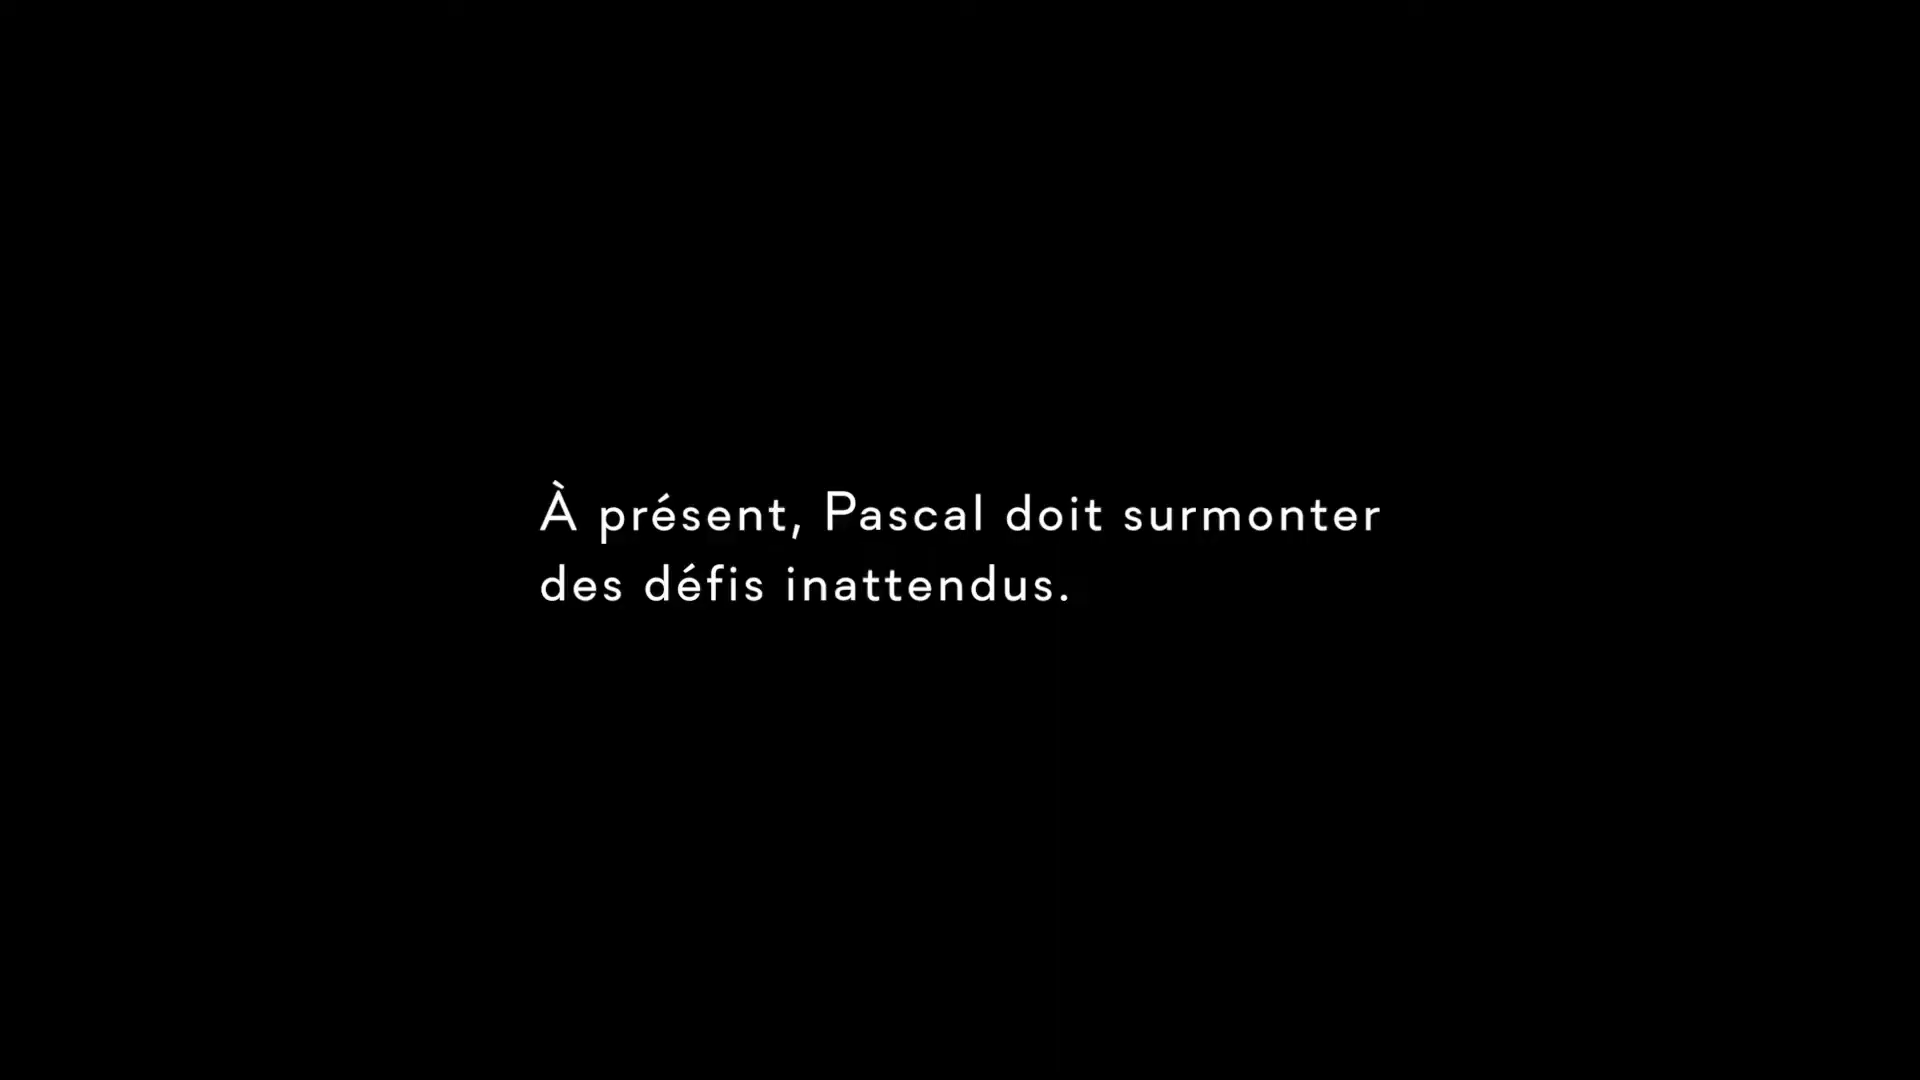 À présent, Pascal doit surmonter
des défis inattendus.